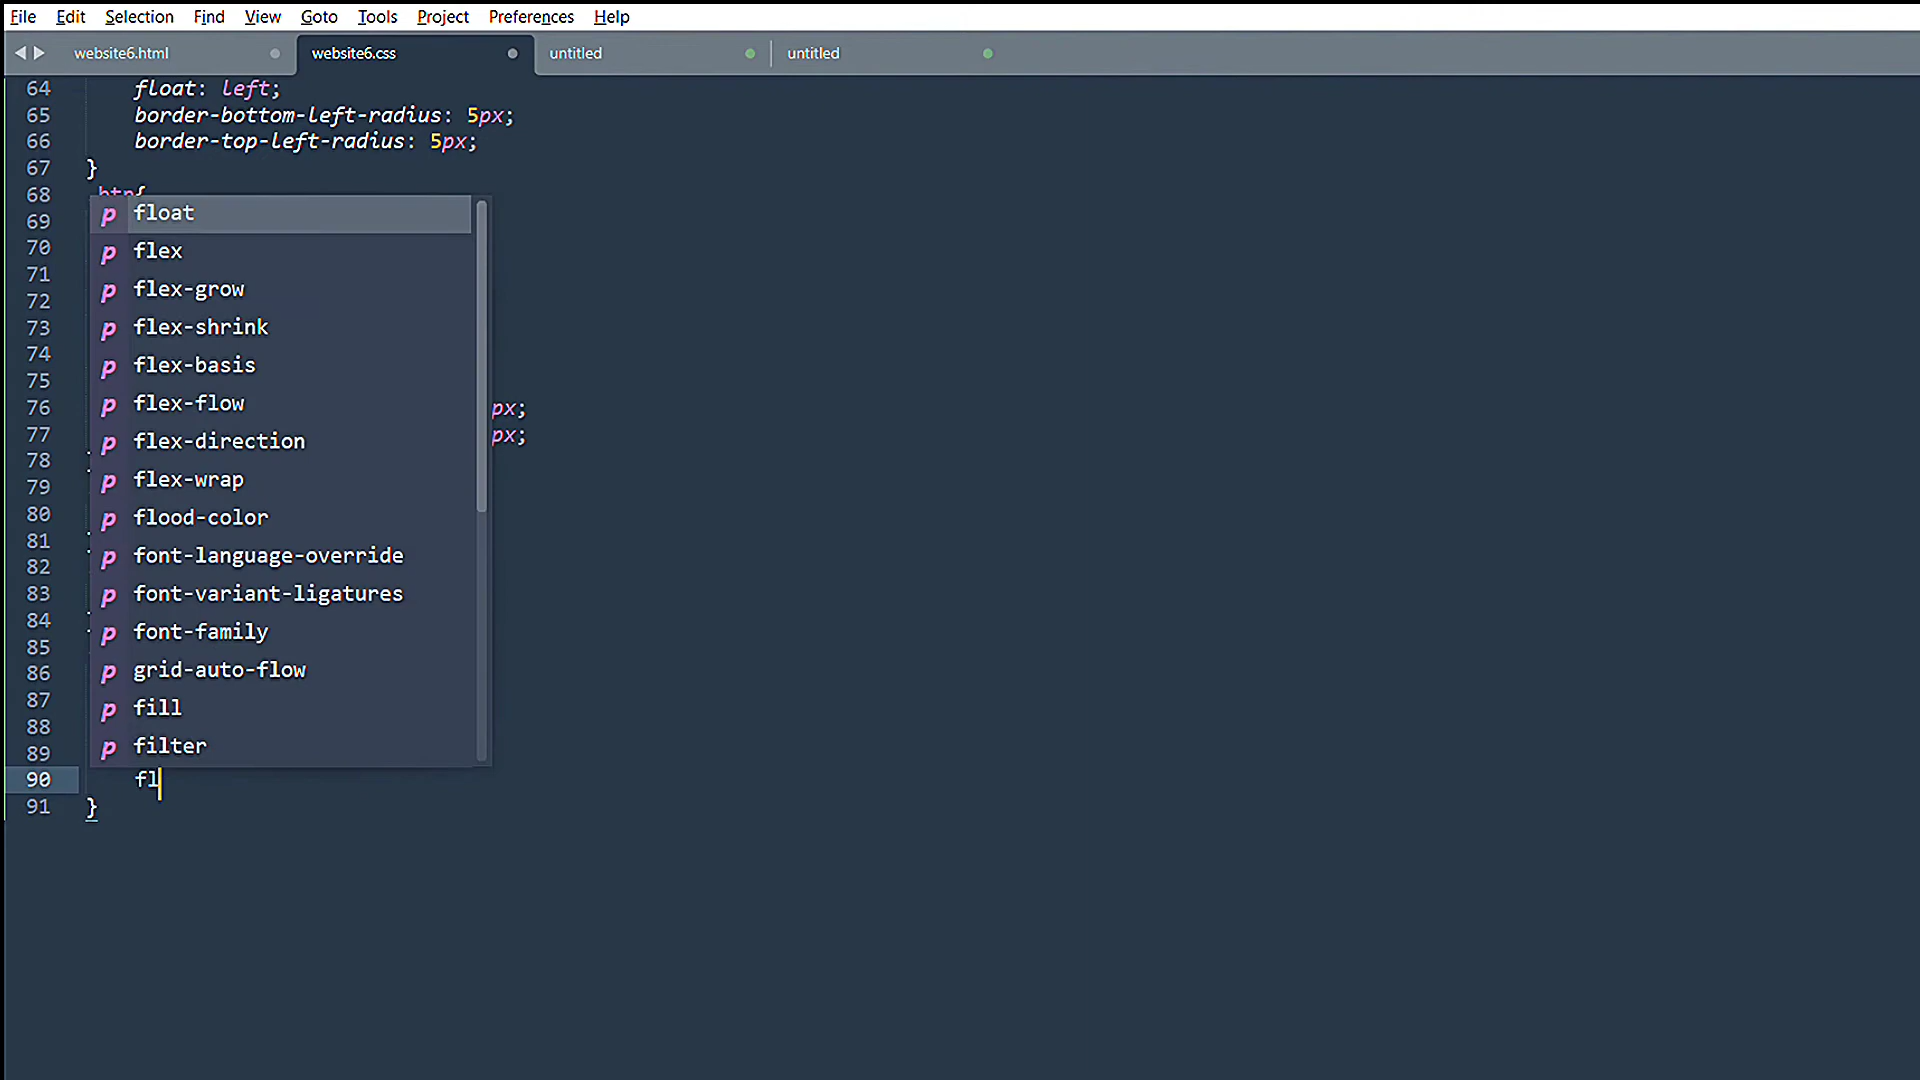 File Edit Selection Find View Goto Tools Project Preferences Help
website6.html website6.css untitled untitled
64 float: left;
65 border-bottom-left-radius: 5px;
66 border-top-left-radius: 5px;
67 }
68
p float
69
p flex
70
71
p flex-grow
72
73 p flex-shrink
74
p flex-basis
75
76 p flex-flow px;
77 p flex-direction px;
78
p flex-wrap
79
80 p flood-color
81
p font-language-override
82
83 p font-variant-ligatures
84
p font-family
85
86 p grid-auto-flow
87
p fill
88
89 p filter
90 fl
91 }